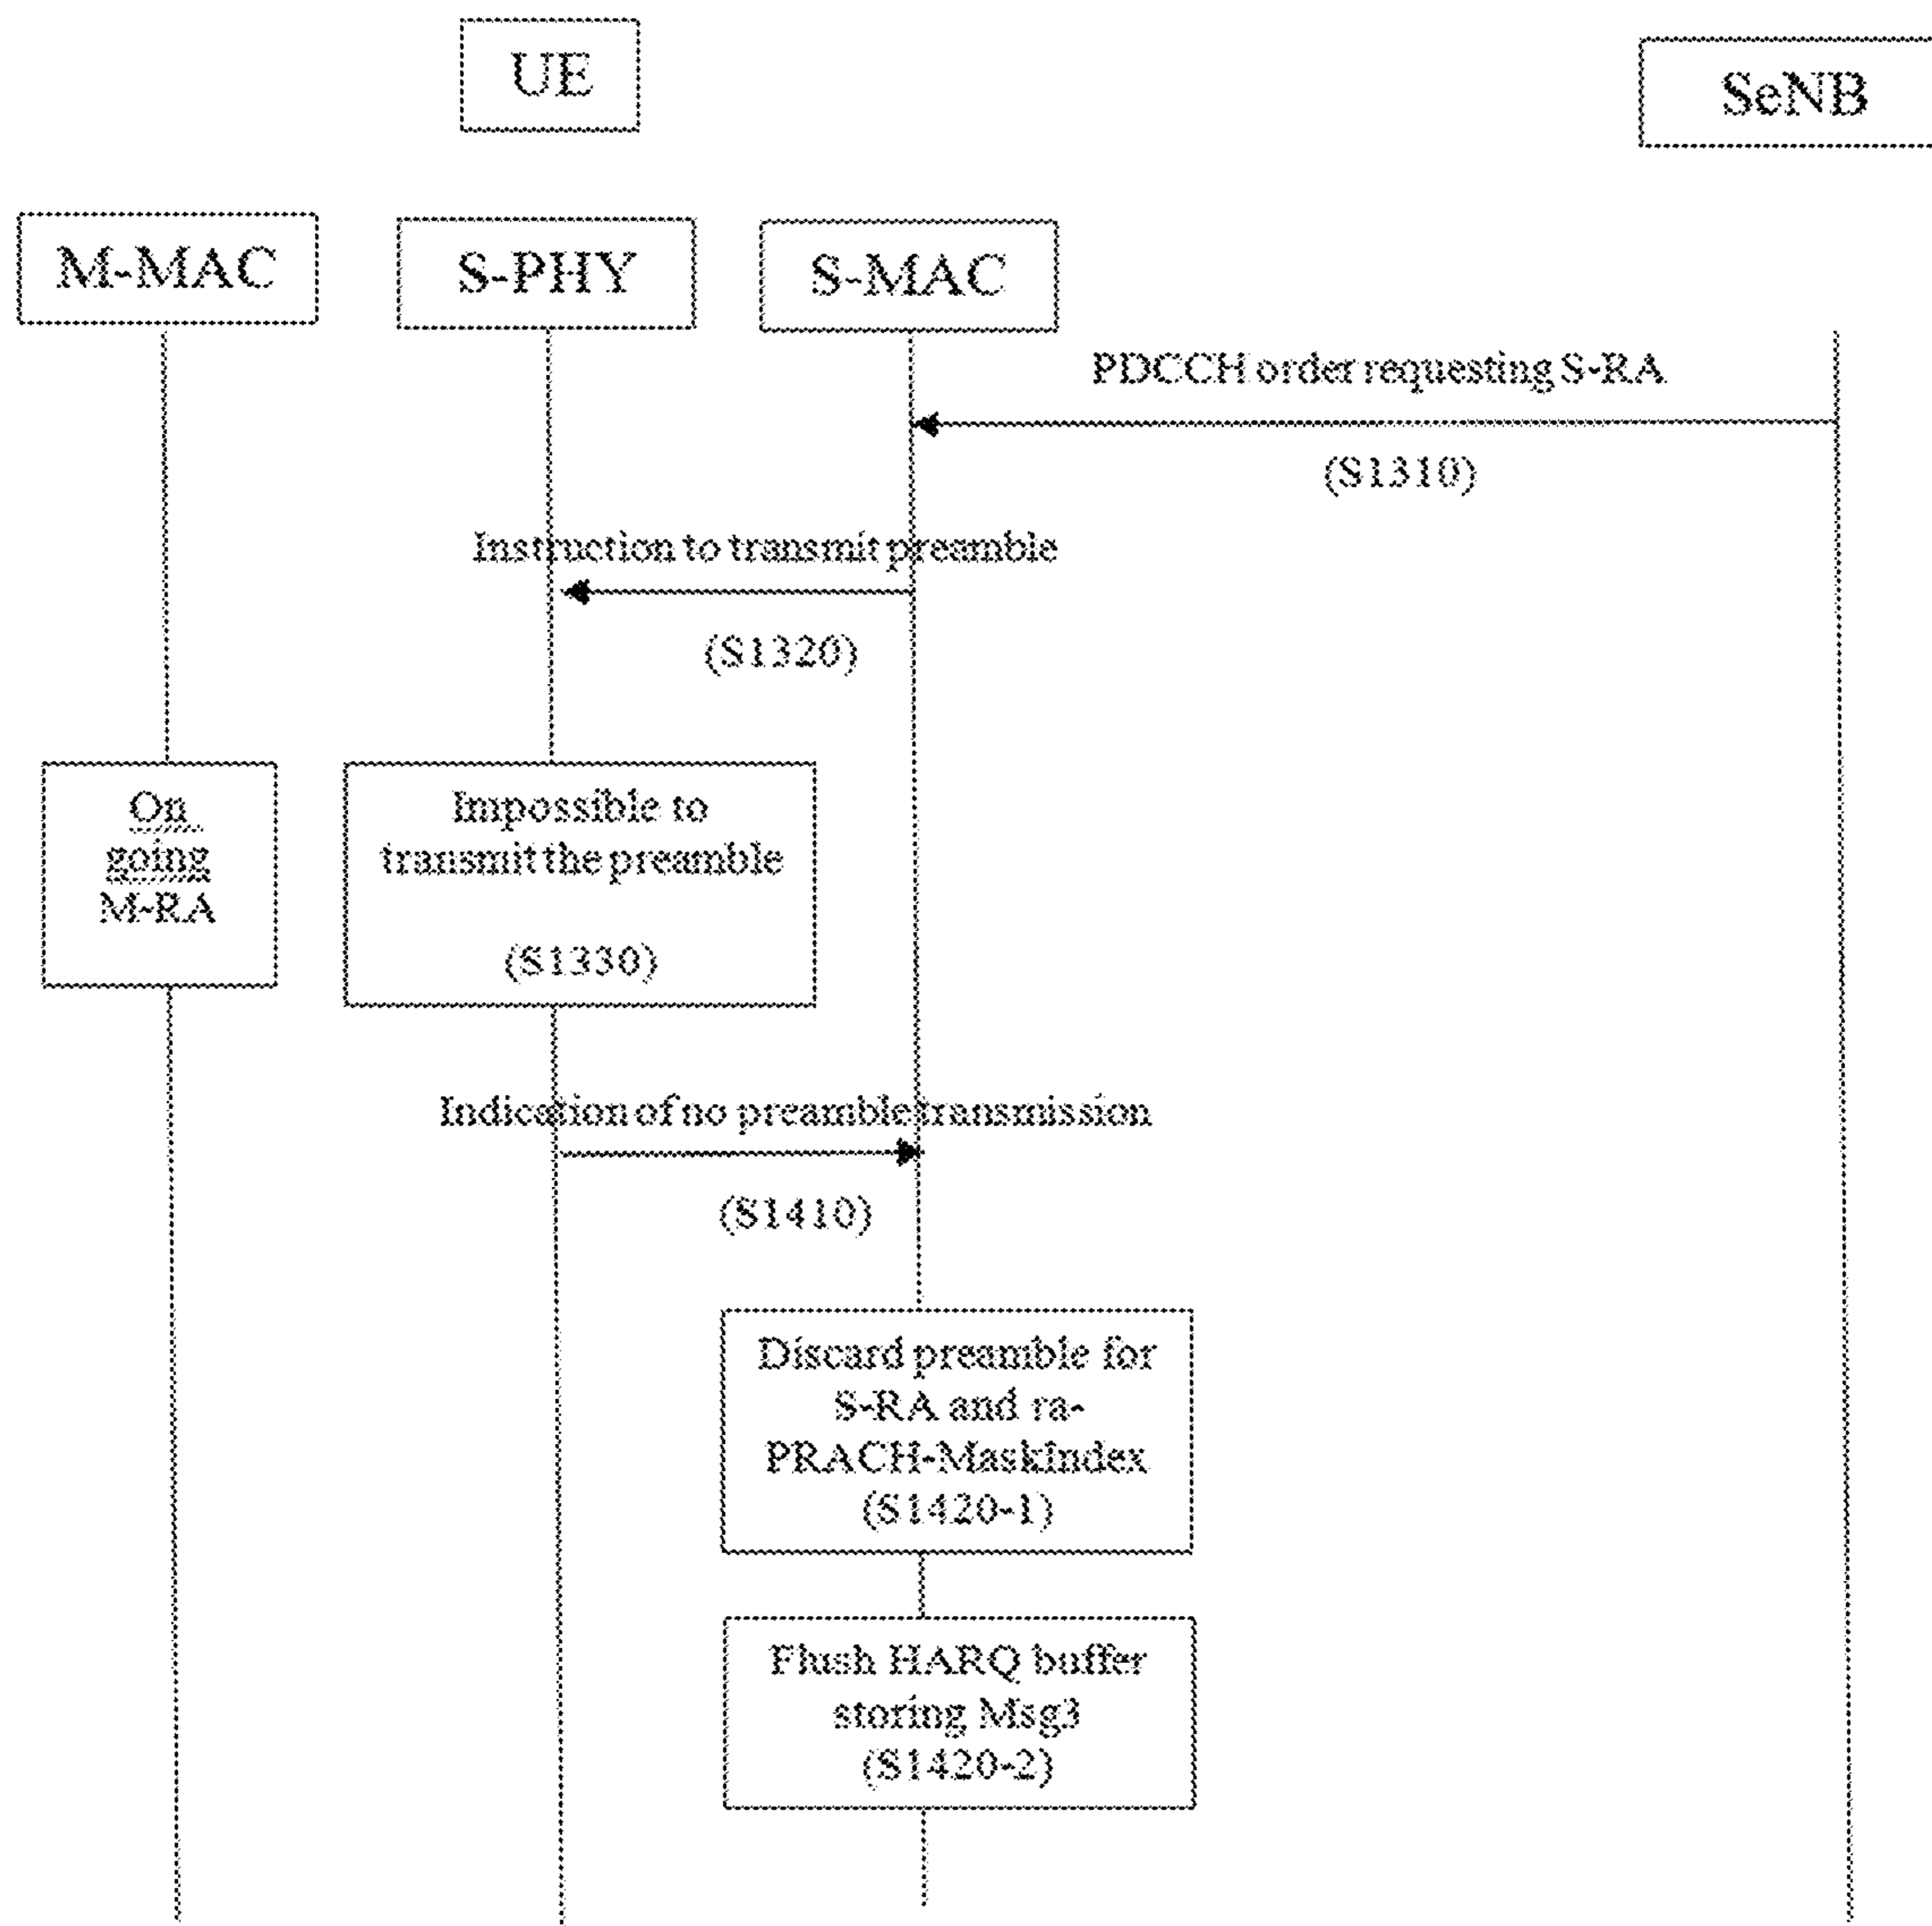 UE
SeNB
M-MAC
S-PHY
S-MAC
PDCCH order requesting S-RA
(S1310)
Instruction to transmit preamble
(S1320)
On
going
M-RA
Impossible to
transmit the preamble
(S1330)
Indication of no preamble transmission
(S1410)
Discard preamble for
S-RA and ra-
PRACH-MaskIndex
(S1420-1)
Flush HARQ buffer
storing Msg3
(S1420-2)